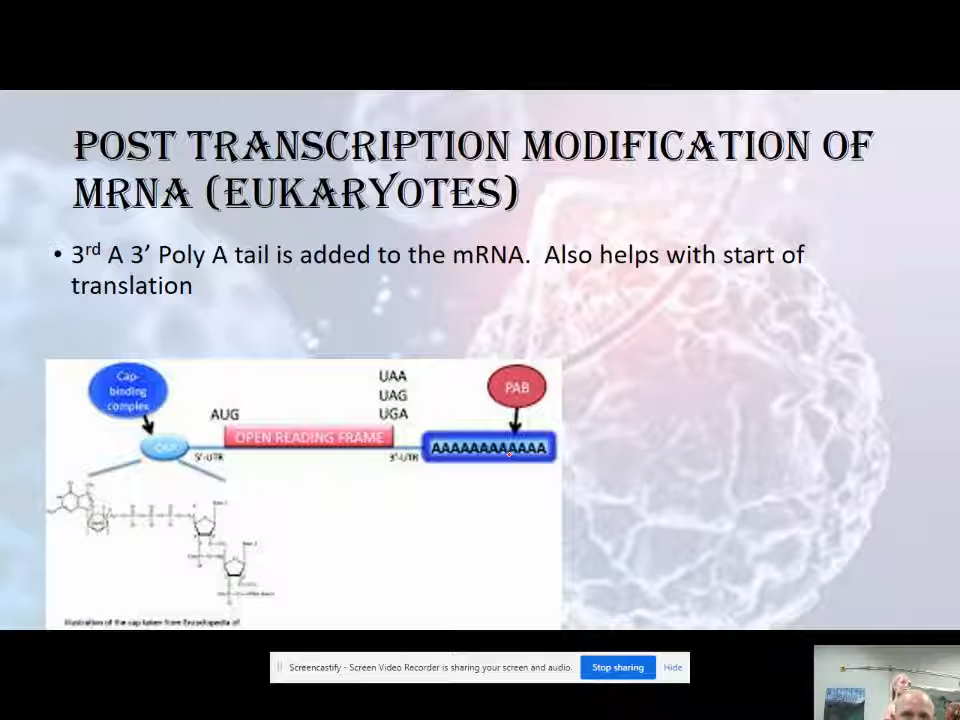 POST TRANSCRIPTION MODIFICATION OF
MRNA (EUKARYOTES)
• 3rd A 3’ Poly A tail is added to the mRNA. Also helps with start of
translation
Cap-
binding
complex
UAA
UAG
UGA
PAB
AUG
OPEN READING FRAME
CAP
AAAAAAAAAAAA
5'-UTR
3'-UTR
Illustration of the cap taken from Encyclopedia of
Screencastify - Screen Video Recorder is sharing your screen and audio.
Stop sharing
Hide